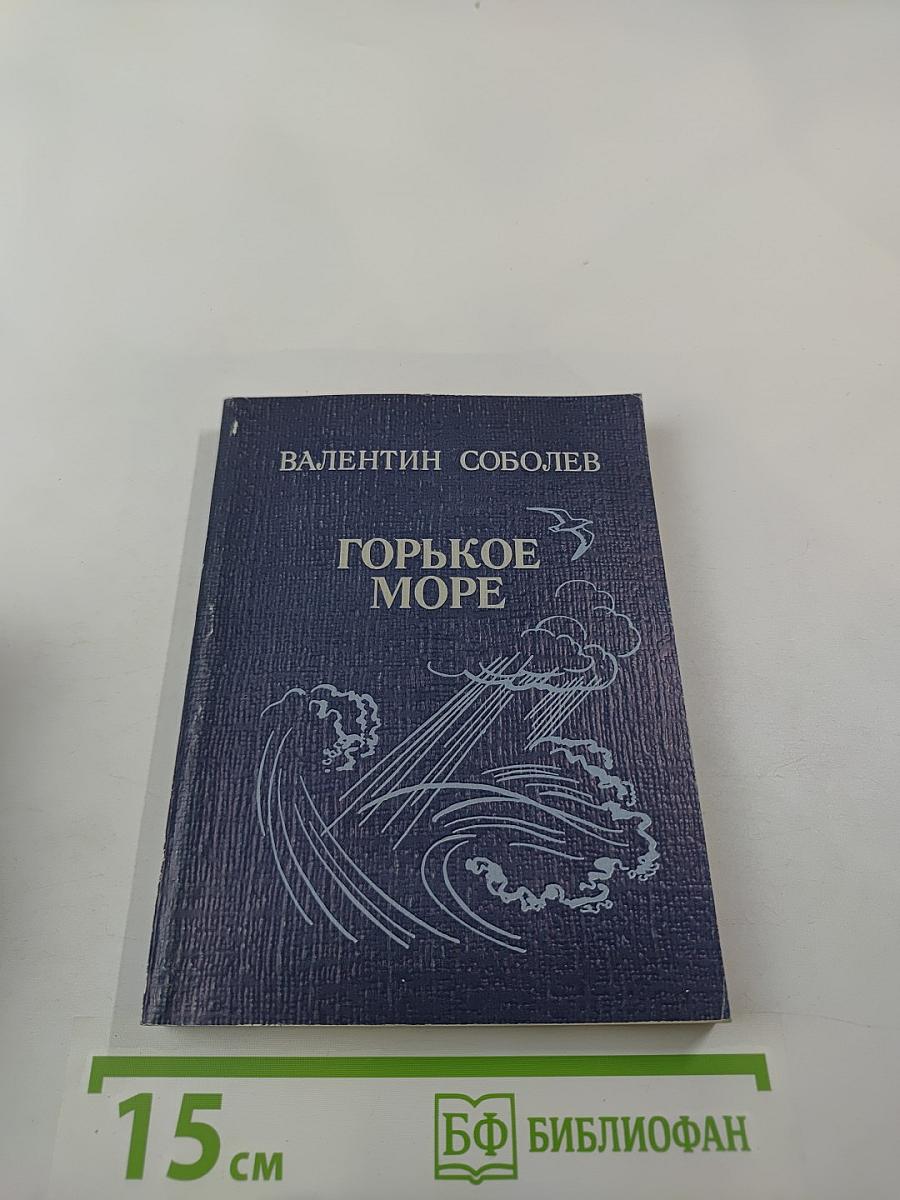 ВАЛЕНТИН СОБОЛЕВ
ГОРЬКОЕ
МОРЕ
15 см
БФ БИБЛИОФАН